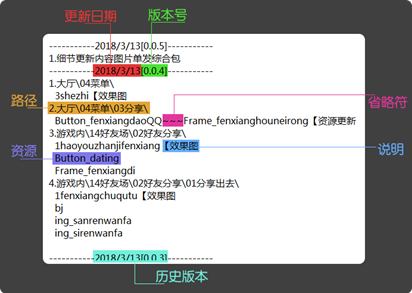 更新日期 版本号
-----------2018/3/13[0.0.5]-----------
1.细节更新内容图片单发综合包
-----------2018/3/13[0.0.4]-----------
1.大厅\04菜单\
3shezhi【效果图
路径
2.大厅\04菜单\03分享\
省略符
Button_fenxiangdaoQQ~~~Frame_fenxianghouneirong【资源更新
3.游戏内\14好友场\02好友分享\
1haoyouzhanjifenxiang【效果图
说明
资源
Button_dating
Frame_fenxiangdi
4.游戏内\14好友场\02好友分享\01分享出去\
1fenxiangchuqutu【效果图
bj
ing_sanrenwanfa
ing_sirenwanfa
-----------2018/3/13[0.0.3]-----------
历史版本